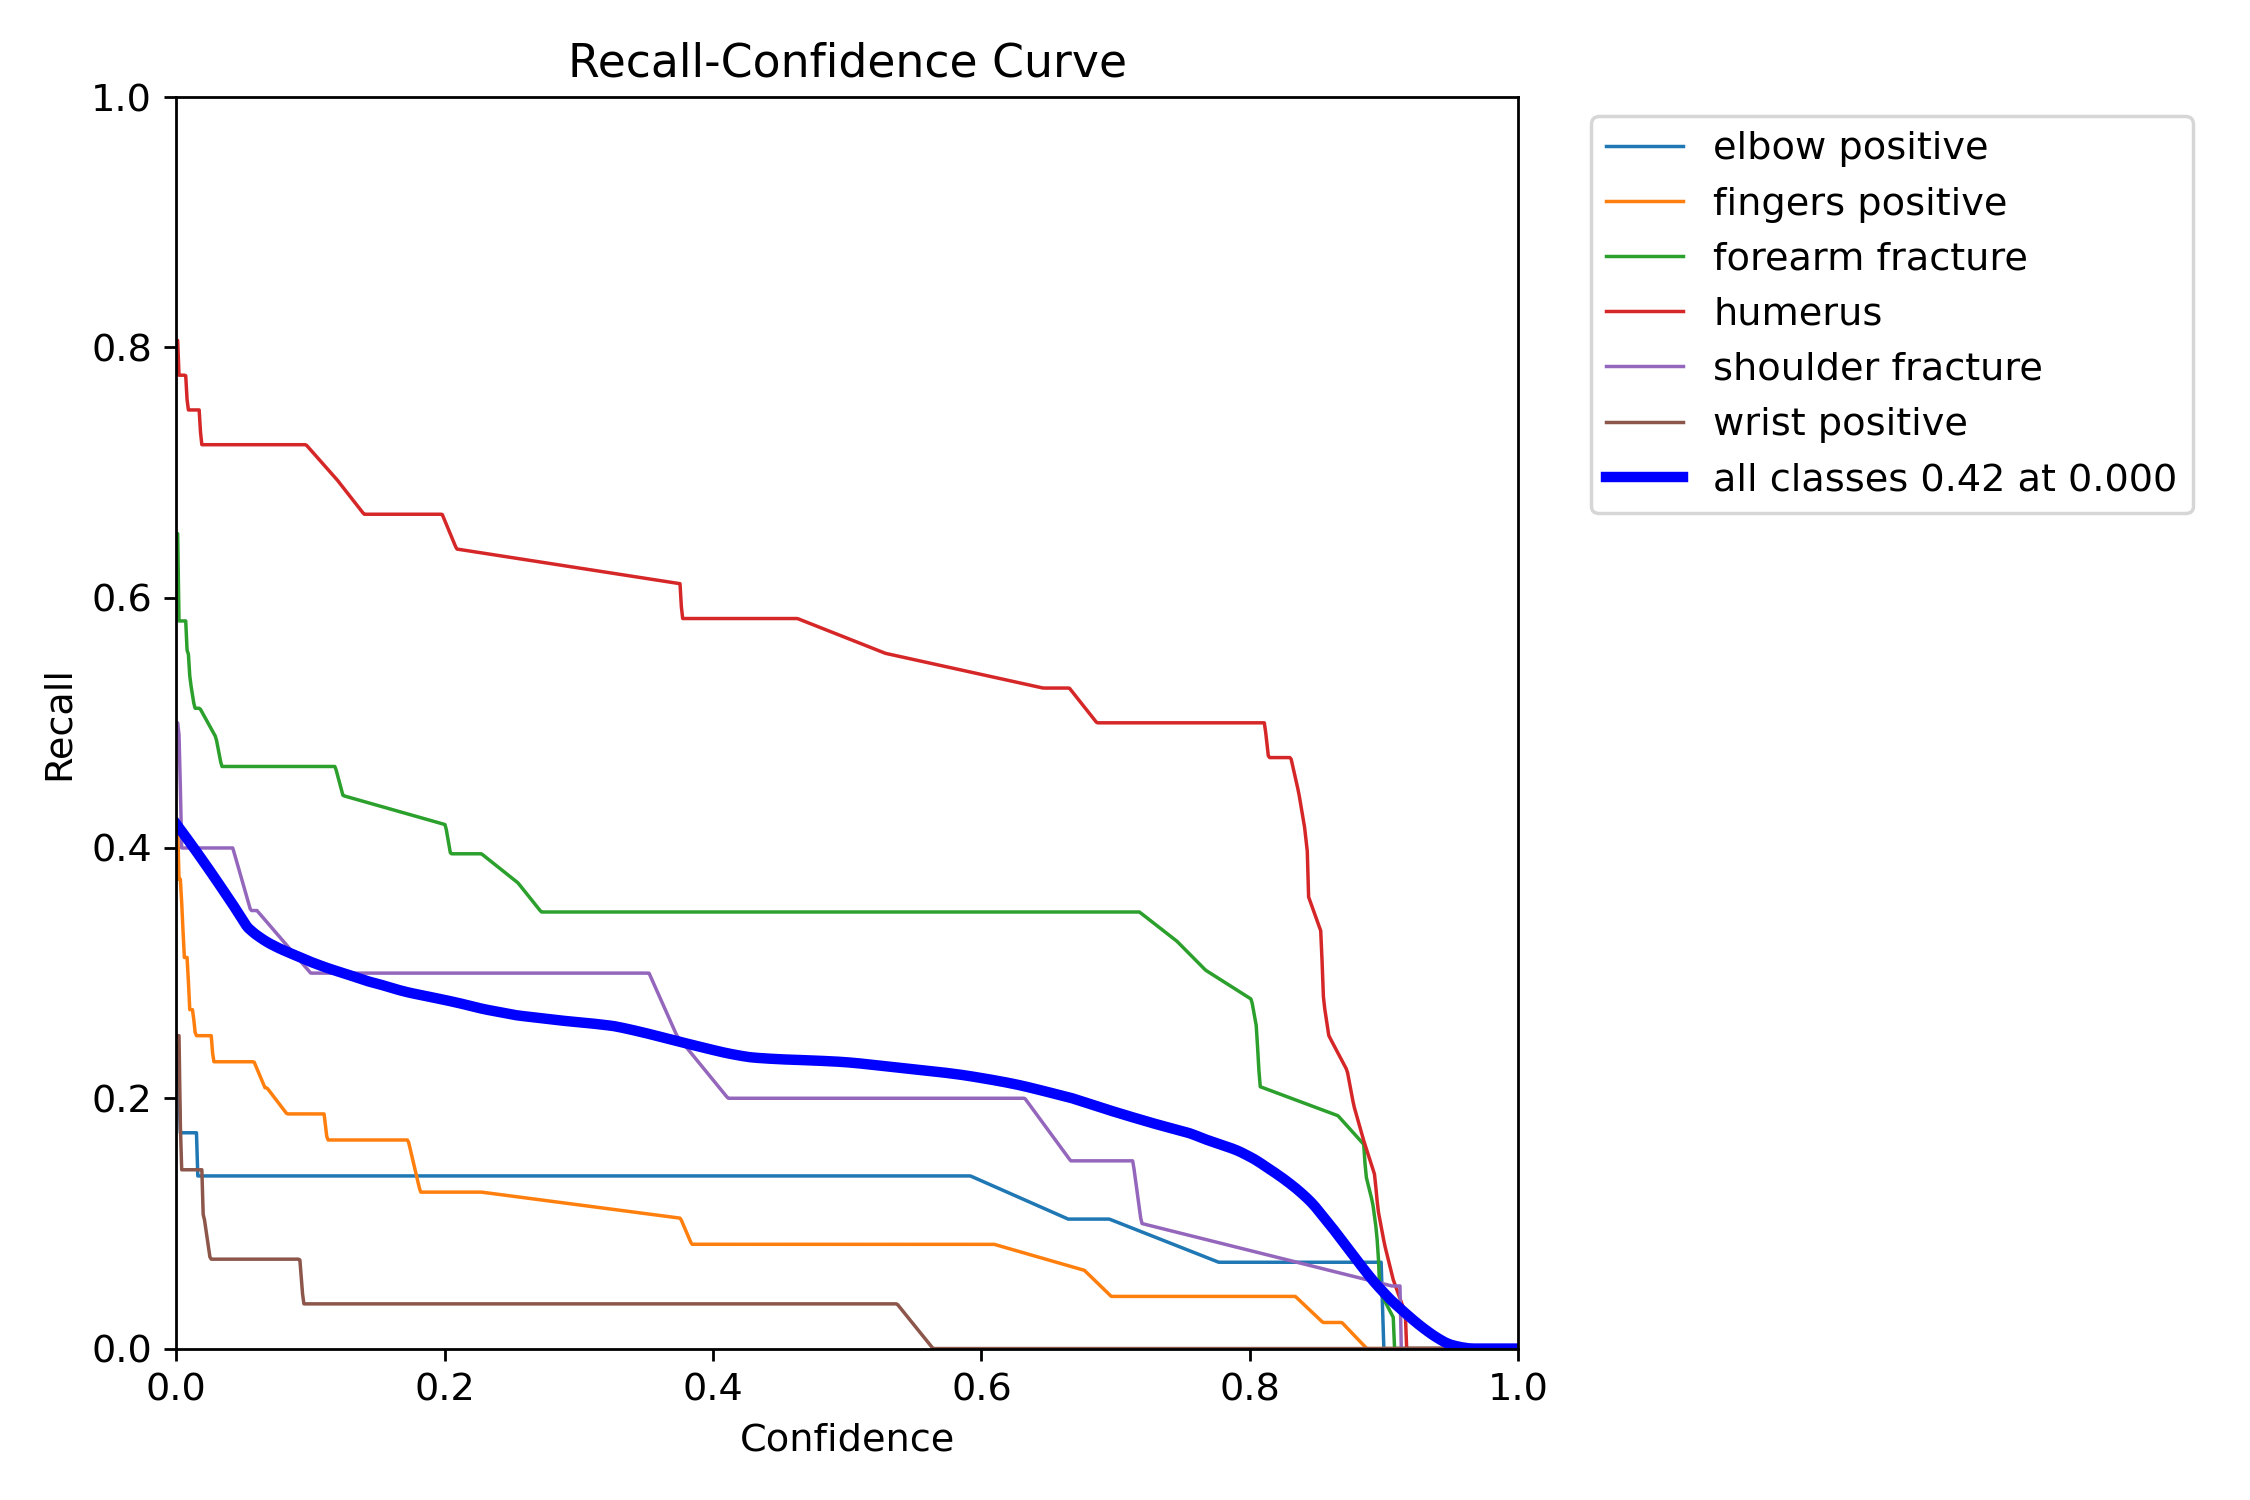 Recall-Confidence Curve
1.0
0.8
0.6
0.4
0.2
0.0
Recall
0.0 0.2 0.4 0.6 0.8 1.0
Confidence
elbow positive
fingers positive
forearm fracture
humerus
shoulder fracture
wrist positive
all classes 0.42 at 0.000